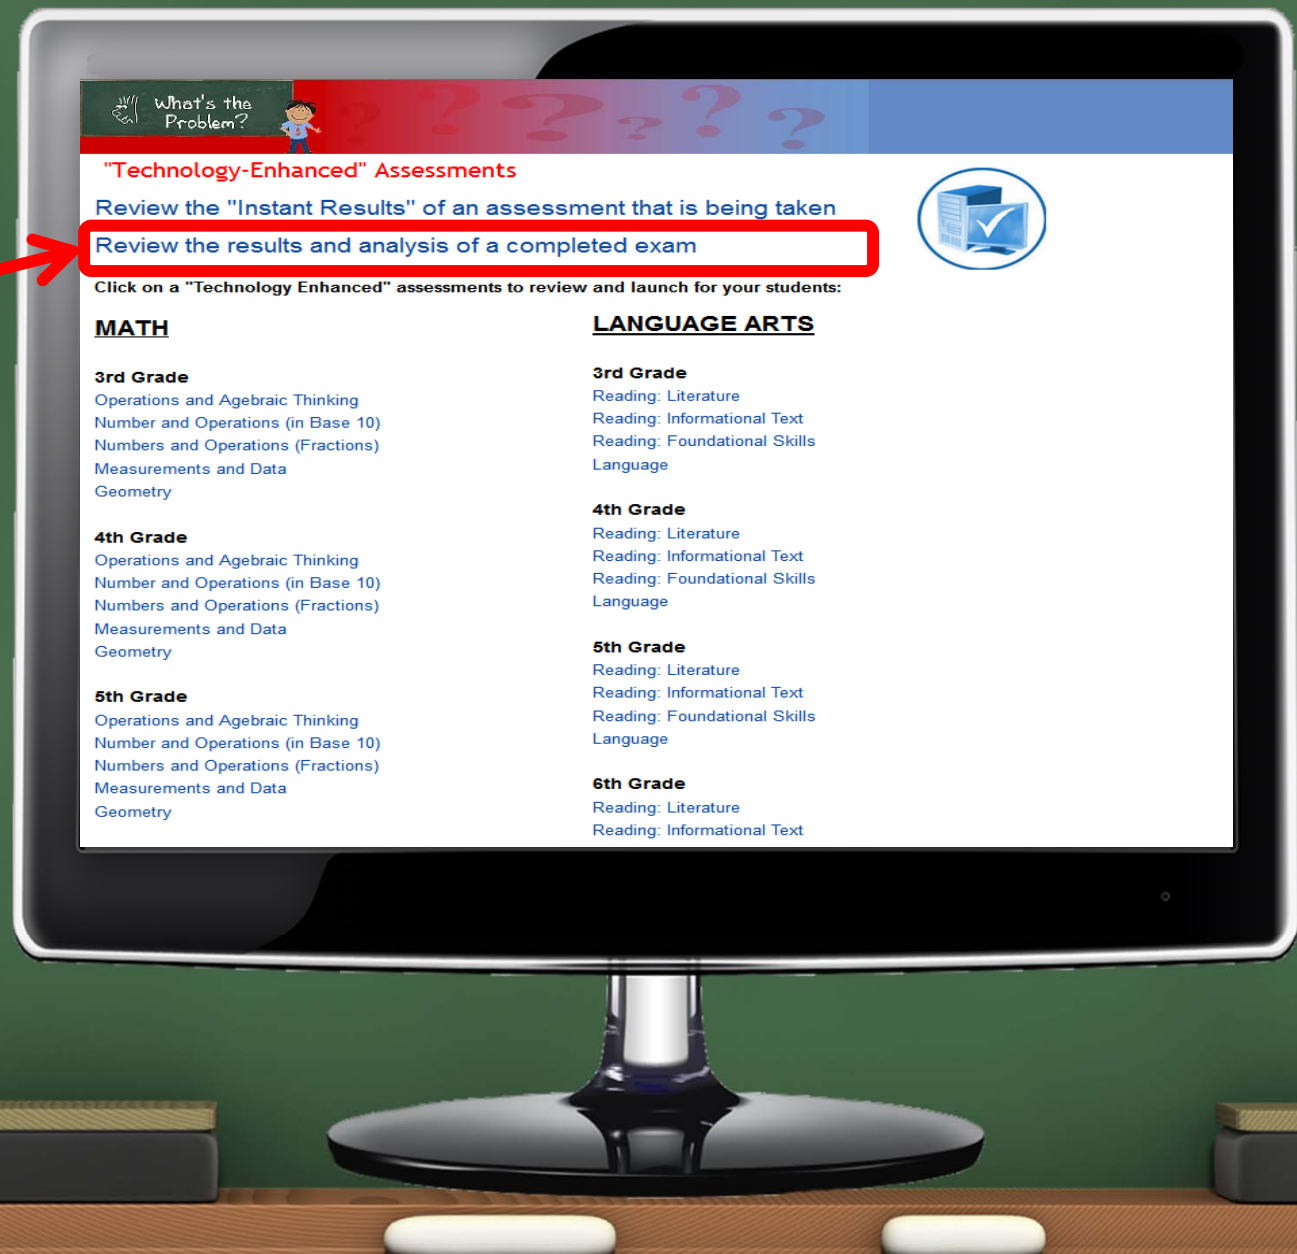 What's the
Problem?
"Technology-Enhanced" Assessments
Review the "Instant Results" of an assessment that is being taken
Review the results and analysis of a completed exam
Click on a "Technology Enhanced" assessments to review and launch for your students:
MATH
3rd Grade
Operations and Agebraic Thinking
Number and Operations (in Base 10)
Numbers and Operations (Fractions)
Measurements and Data
Geometry
4th Grade
Operations and Agebraic Thinking
Number and Operations (in Base 10)
Numbers and Operations (Fractions)
Measurements and Data
Geometry
5th Grade
Operations and Agebraic Thinking
Number and Operations (in Base 10)
Numbers and Operations (Fractions)
Measurements and Data
Geometry
LANGUAGE ARTS
3rd Grade
Reading: Literature
Reading: Informational Text
Reading: Foundational Skills
Language
4th Grade
Reading: Literature
Reading: Informational Text
Reading: Foundational Skills
Language
5th Grade
Reading: Literature
Reading: Informational Text
Reading: Foundational Skills
Language
6th Grade
Reading: Literature
Reading: Informational Text